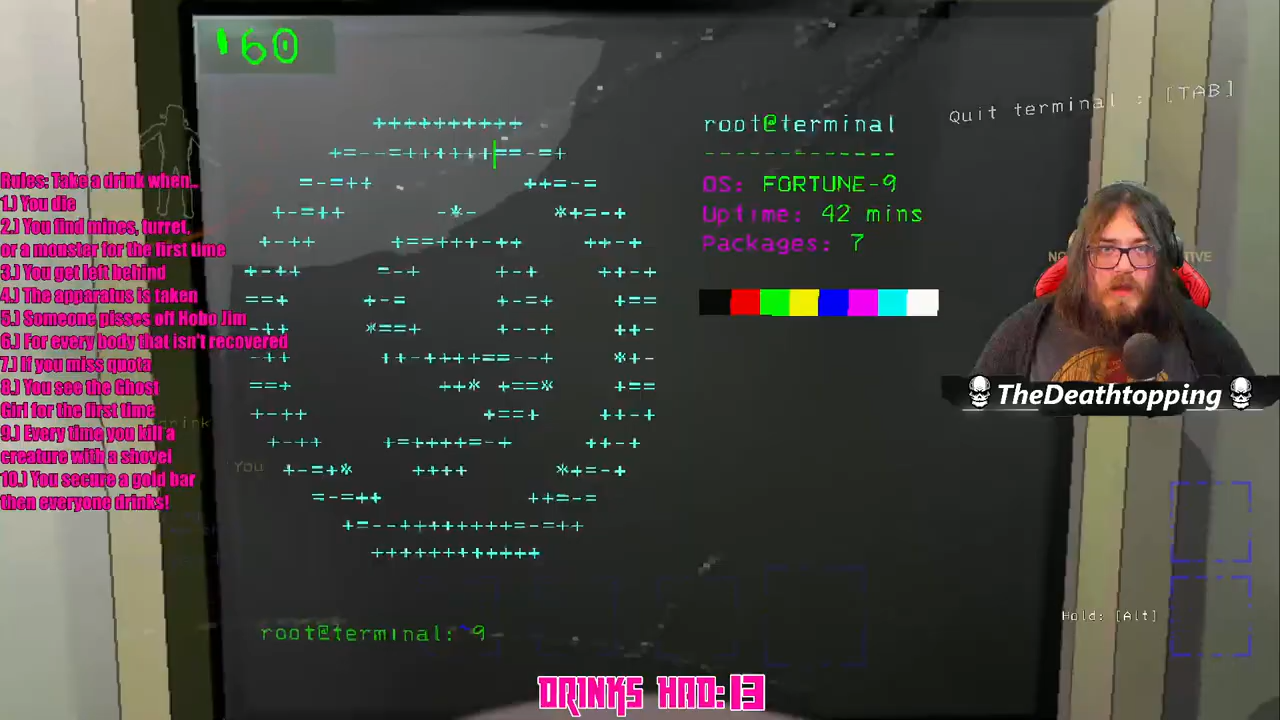 ▮60
Quit terminal : [TAB]
+++++++++
+=--=++++++==-=+
=-=++ ++=-=
+-=++ -*- *+=-+
+-++ +==+++-++ ++-+
+-++ =-+ +-+ ++-+
==+ +-= +-=+ +==
-++ *==+ +-++ ++-
-++ ++-++++==--+ *+-
==+ ++* +==* +==
+-++ +==+ ++-+
+-++ +=++++=-+ ++-+
+-=+* ++++ *+=-+
=-=++ ++=-=
+=--+++++++++=-=++
++++++++++++
root@terminal
-------------
OS: FORTUNE-9
Uptime: 42 mins
Packages: 7
root@terminal: ~9
Rules: Take a drink when..
1.) You die
2.) You find mines, turret,
or a monster for the first time
3.) You get left behind
4.) The apparatus is taken
5.) Someone pisses off Hobo Jim
6.) For every body that isn't recovered
7.) If you miss quota
8.) You see the Ghost
Girl for the first time
9.) Every time you kill a
creature with a shovel
10.) You secure a gold bar
then everyone drinks!
You
TheDeathtopping
Hold: [Alt]
DRINKS HAD: 13